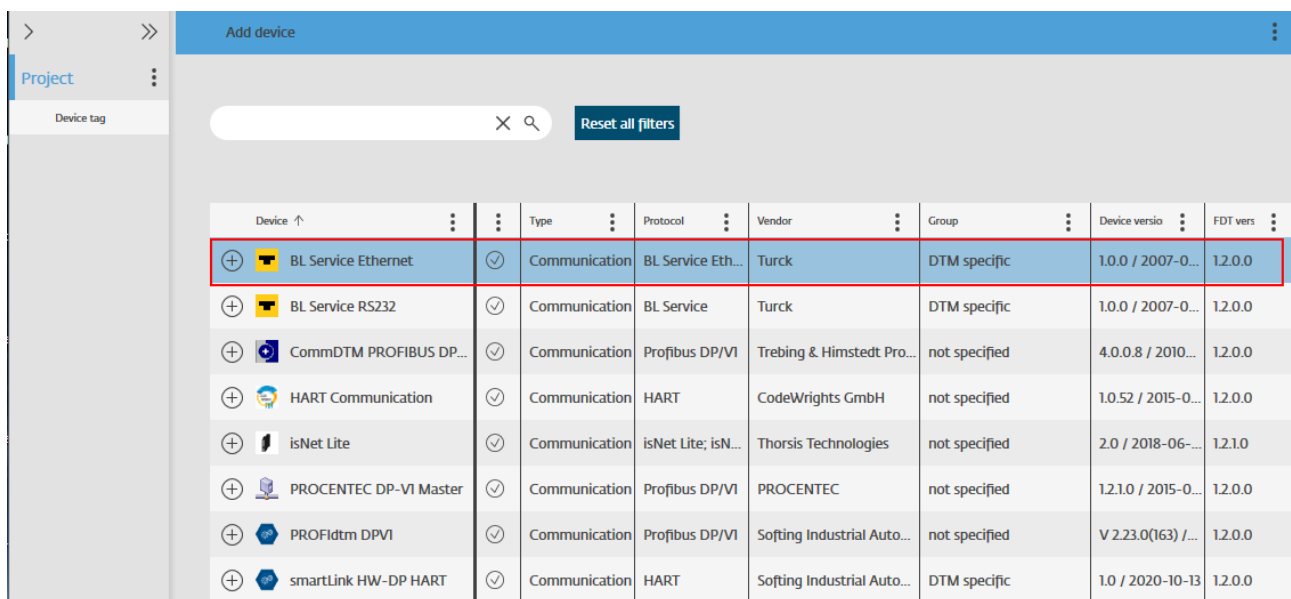 Add device
Project
Device tag
Reset all filters
Device Type Protocol Vendor Group Device versio FDT vers
BL Service Ethernet Communication BL Service Eth... Turck DTM specific 1.0.0 / 2007-0... 1.2.0.0
BL Service RS232 Communication BL Service Turck DTM specific 1.0.0 / 2007-0... 1.2.0.0
CommDTM PROFIBUS DP... Communication Profibus DP/V1 Trebing & Himstedt Pro... not specified 4.0.0.8 / 2010... 1.2.0.0
HART Communication Communication HART CodeWrights GmbH not specified 1.0.52 / 2015-0... 1.2.0.0
isNet Lite Communication isNet Lite; isN... Thorsis Technologies not specified 2.0 / 2018-06-... 1.2.1.0
PROCENTEC DP-V1 Master Communication Profibus DP/V1 PROCENTEC not specified 1.2.1.0 / 2015-0... 1.2.0.0
PROFIdtm DPV1 Communication Profibus DP/V1 Softing Industrial Auto... not specified V 2.23.0(163) /... 1.2.0.0
smartLink HW-DP HART Communication HART Softing Industrial Auto... DTM specific 1.0 / 2020-10-13 1.2.0.0